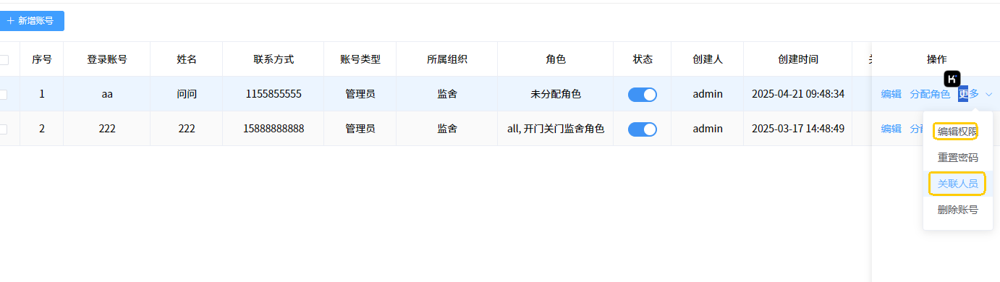 + 新增账号
序号 登录账号 姓名 联系方式 账号类型 所属组织 角色 状态 创建人 创建时间 操作
1 aa 问问 1155855555 管理员 监舍 未分配角色 admin 2025-04-21 09:48:34 编辑 分配角色 更多
2 222 222 15888888888 管理员 监舍 all, 开门关门监舍角色 admin 2025-03-17 14:48:49 编辑 分配
编辑权限
重置密码
关联人员
删除账号